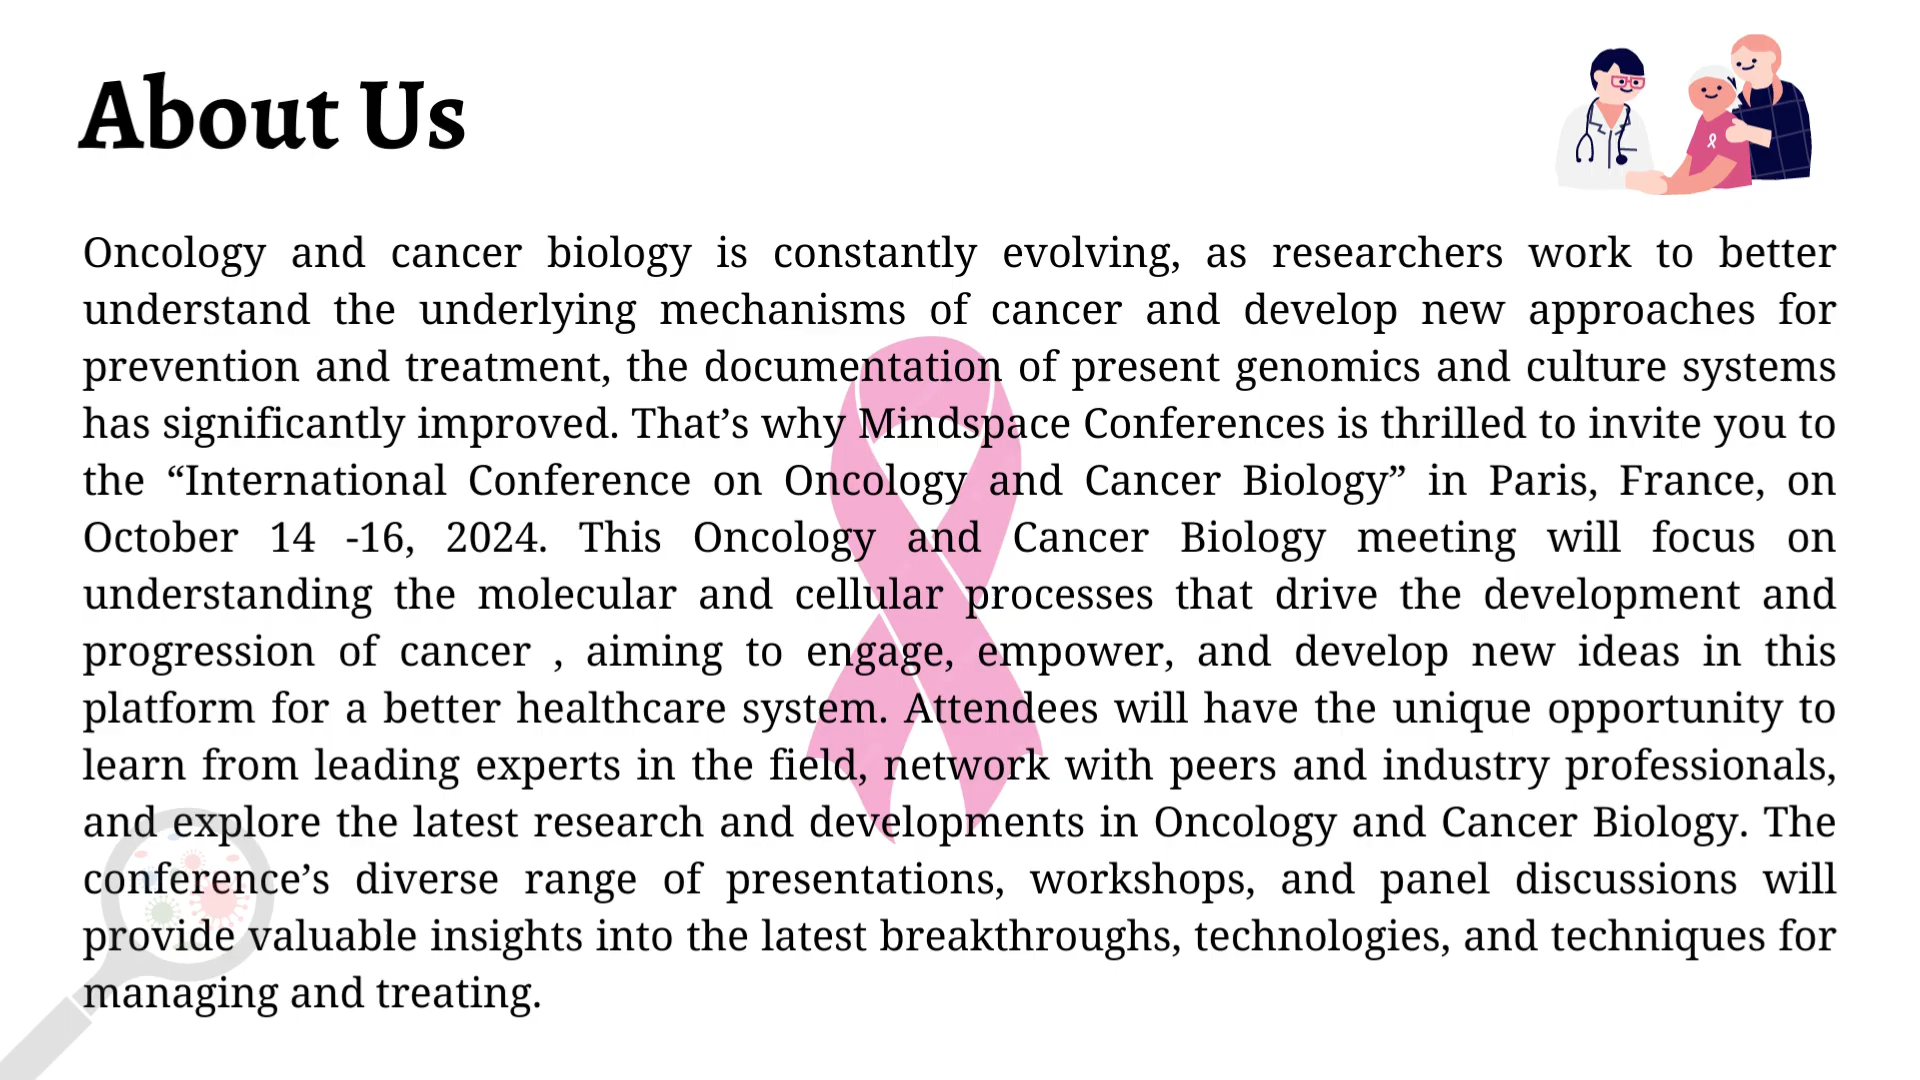 About Us
Oncology and cancer biology is constantly evolving, as researchers work to better
understand the underlying mechanisms of cancer and develop new approaches for
prevention and treatment, the documentation of present genomics and culture systems
has significantly improved. That’s why Mindspace Conferences is thrilled to invite you to
the “International Conference on Oncology and Cancer Biology” in Paris, France, on
October 14 -16, 2024. This Oncology and Cancer Biology meeting will focus on
understanding the molecular and cellular processes that drive the development and
progression of cancer , aiming to engage, empower, and develop new ideas in this
platform for a better healthcare system. Attendees will have the unique opportunity to
learn from leading experts in the field, network with peers and industry professionals,
and explore the latest research and developments in Oncology and Cancer Biology. The
conference’s diverse range of presentations, workshops, and panel discussions will
provide valuable insights into the latest breakthroughs, technologies, and techniques for
managing and treating.